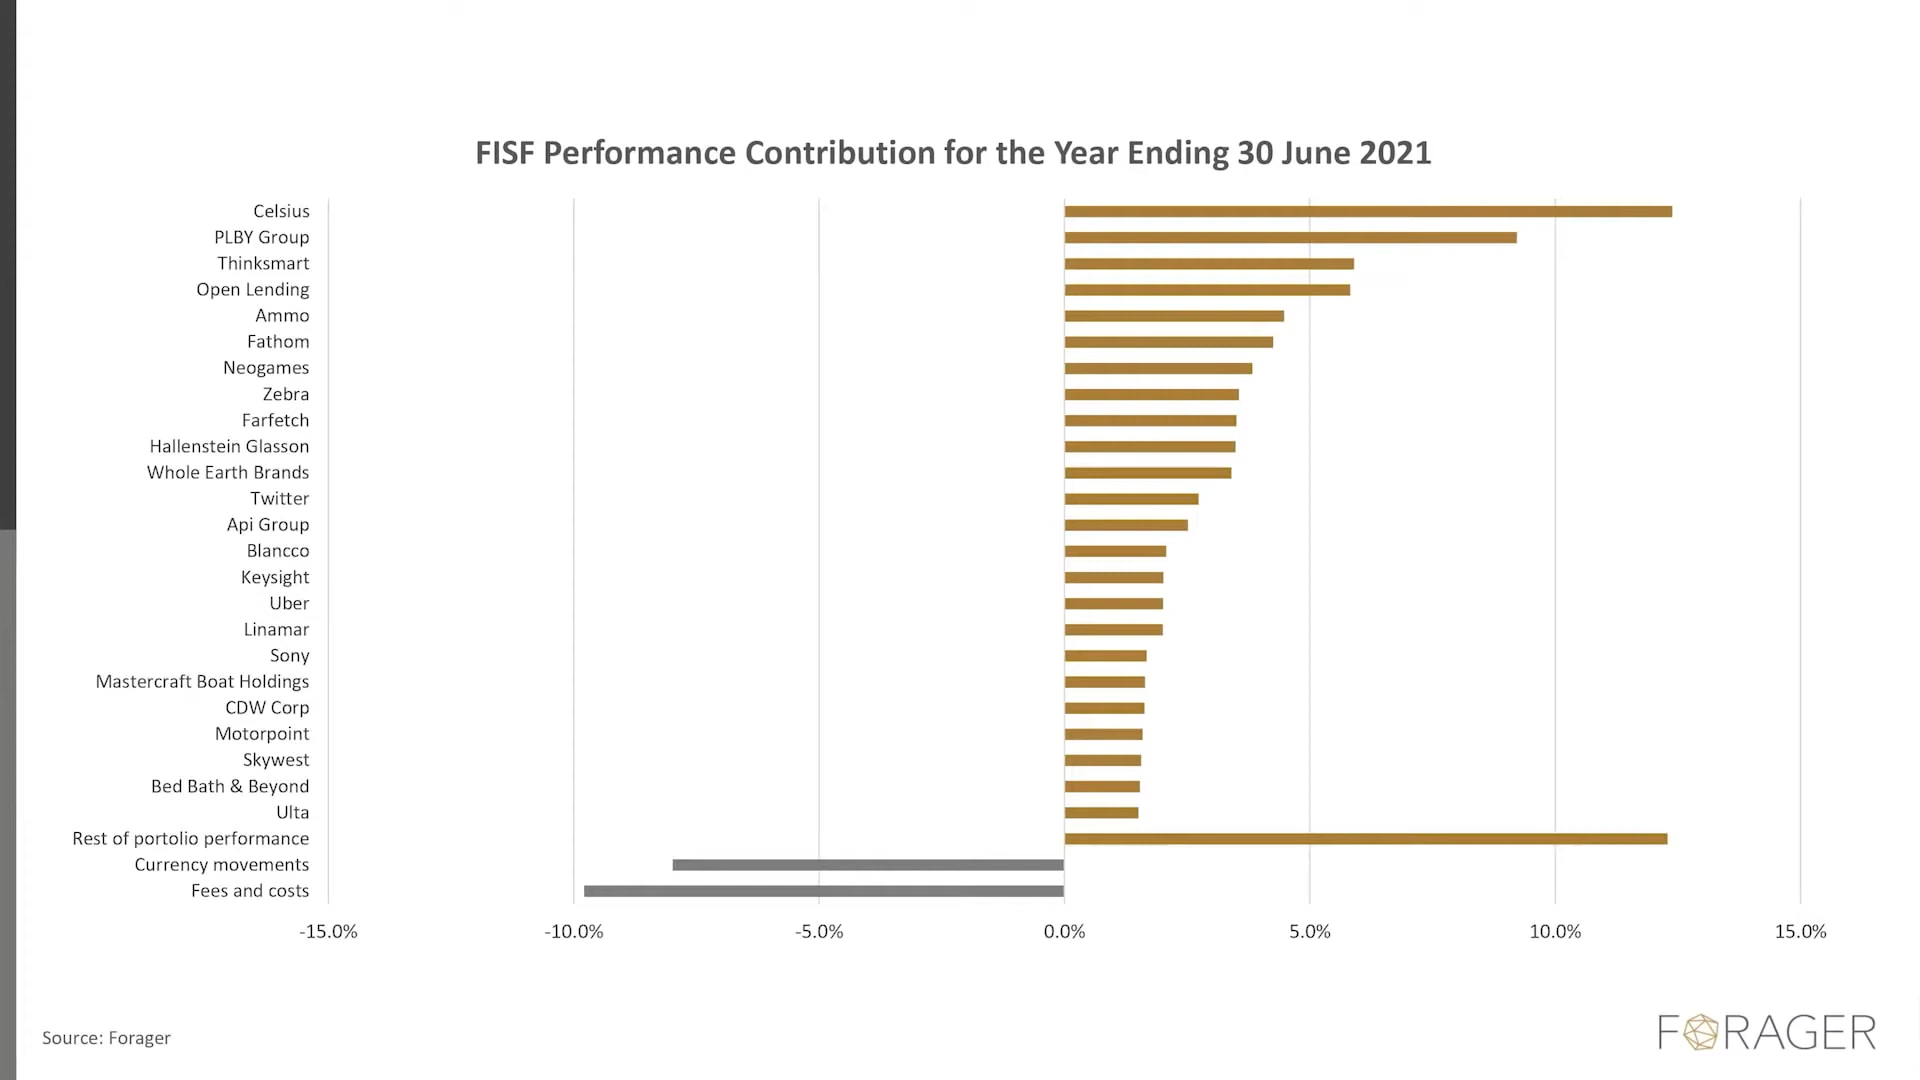 FISF Performance Contribution for the Year Ending 30 June 2021
Celsius
PLBY Group
Thinksmart
Open Lending
Ammo
Fathom
Neogames
Zebra
Farfetch
Hallenstein Glasson
Whole Earth Brands
Twitter
Api Group
Blancco
Keysight
Uber
Linamar
Sony
Mastercraft Boat Holdings
CDW Corp
Motorpoint
Skywest
Bed Bath & Beyond
Ulta
Rest of portolio performance
Currency movements
Fees and costs
-15.0% -10.0% -5.0% 0.0% 5.0% 10.0% 15.0%
Source: Forager
FORAGER